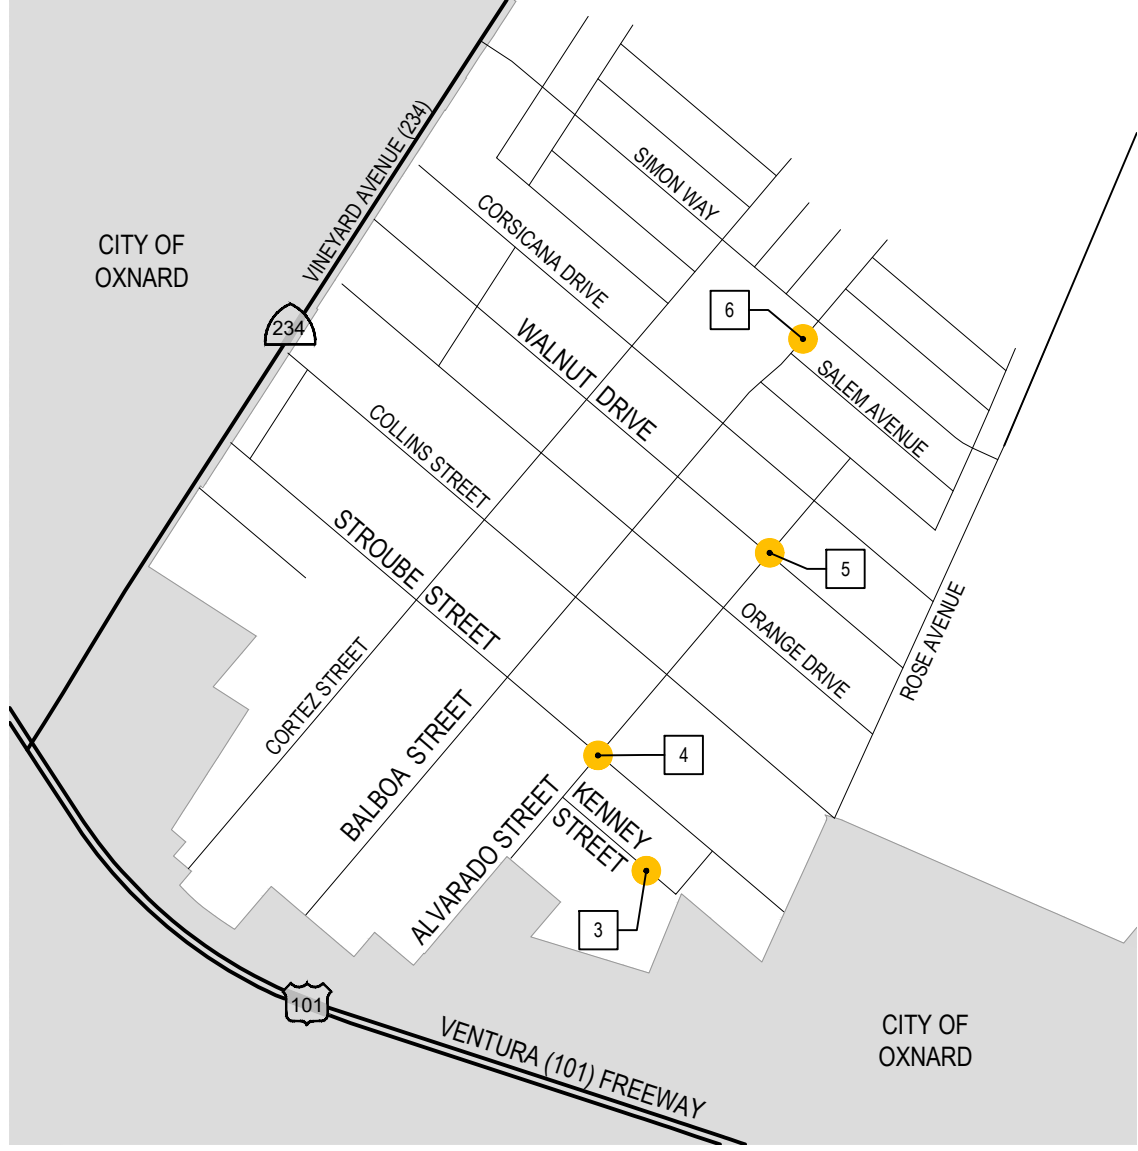 VINEYARD AVENUE (234)
SIMON WAY
CORSICANA DRIVE
CITY OF
OXNARD
6
234
WALNUT DRIVE
SALEM AVENUE
COLLINS STREET
STROUBE STREET
5
ORANGE DRIVE
ROSE AVENUE
CORTEZ STREET
BALBOA STREET
4
ALVARADO STREET
KENNEY
STREET
3
101
VENTURA (101) FREEWAY
CITY OF
OXNARD